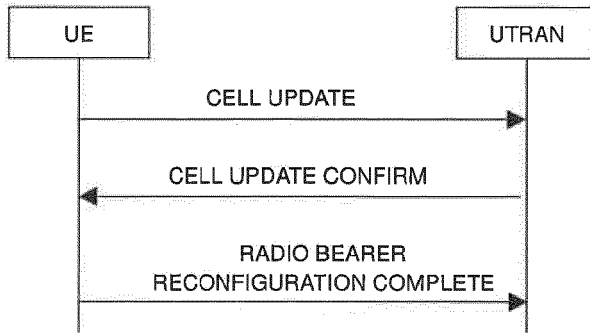 UE
UTRAN
CELL UPDATE
CELL UPDATE CONFIRM
RADIO BEARER
RECONFIGURATION COMPLETE